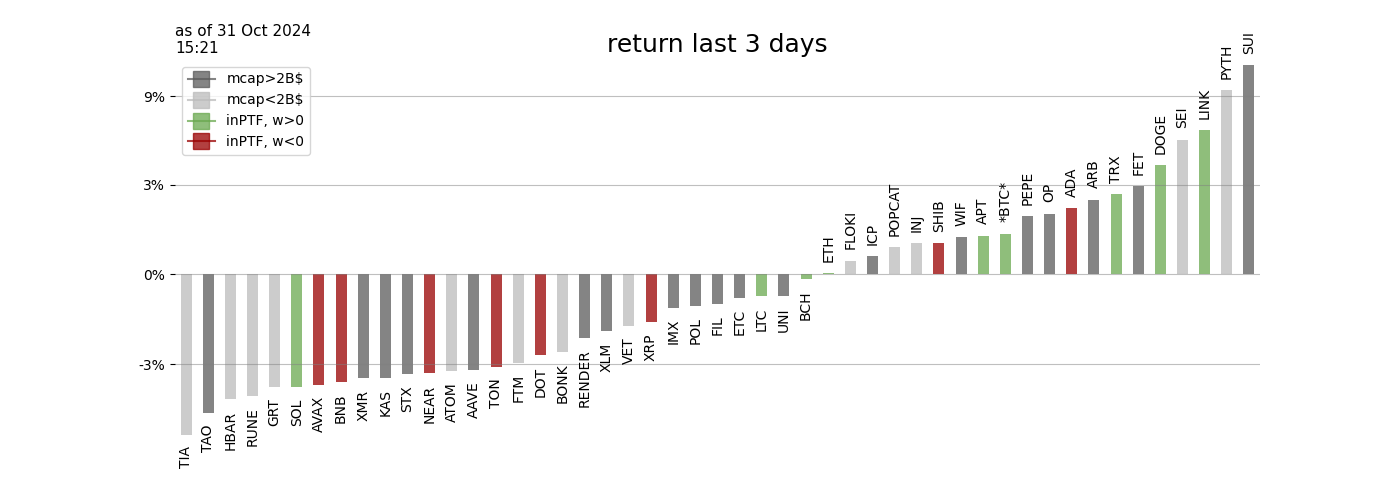 as of 31 Oct 2024
15:21
return last 3 days
mcap>2B$
mcap<2B$
inPTF, w>0
inPTF, w<0
9%
3%
0%
-3%
TIA
TAO
HBAR
RUNE
GRT
SOL
AVAX
BNB
XMR
KAS
STX
NEAR
ATOM
AAVE
TON
FTM
DOT
BONK
RENDER
XLM
VET
XRP
IMX
POL
FIL
ETC
LTC
UNI
BCH
ETH
FLOKI
ICP
POPCAT
INJ
SHIB
WIF
APT
*BTC*
PEPE
OP
ADA
ARB
TRX
FET
DOGE
SEI
LINK
PYTH
SUI